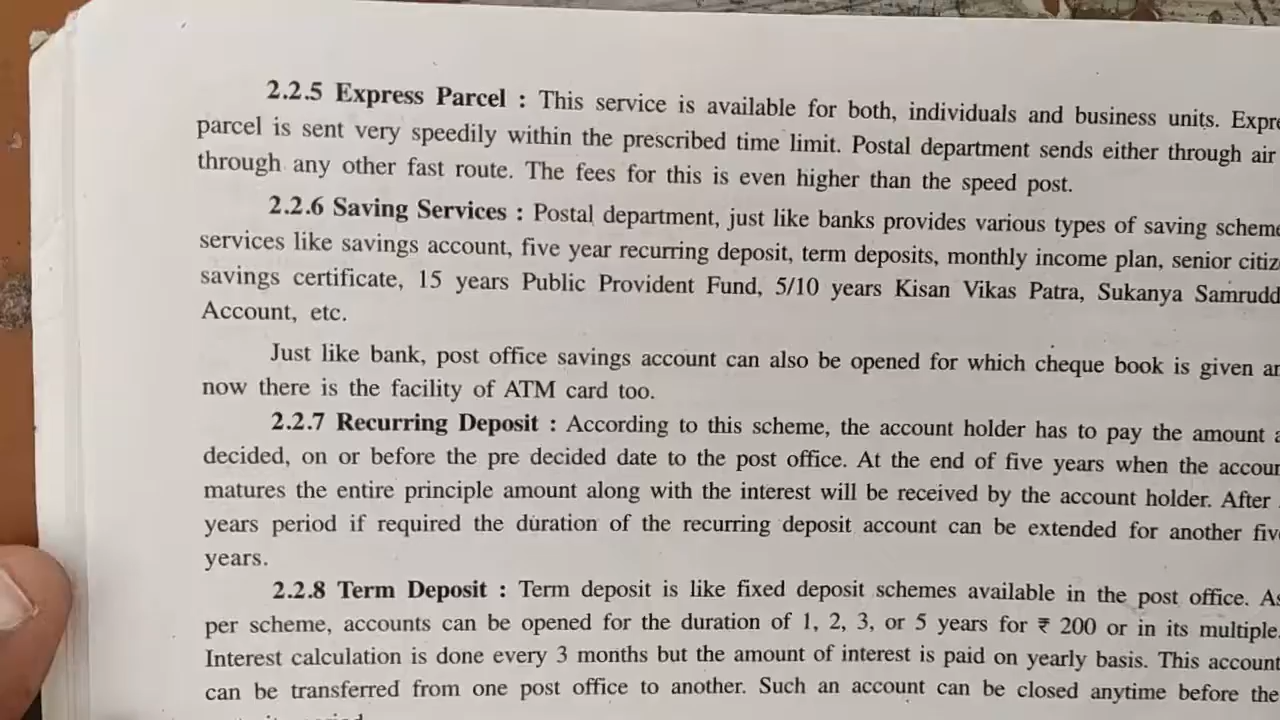 2.2.5 Express Parcel : This service is available for both, individuals and business units. Expre
parcel is sent very speedily within the prescribed time limit. Postal department sends either through air
through any other fast route. The fees for this is even higher than the speed post.
2.2.6 Saving Services : Postal department, just like banks provides various types of saving scheme
services like savings account, five year recurring deposit, term deposits, monthly income plan, senior citiz
savings certificate, 15 years Public Provident Fund, 5/10 years Kisan Vikas Patra, Sukanya Samrudd
Account, etc.
Just like bank, post office savings account can also be opened for which cheque book is given an
now there is the facility of ATM card too.
2.2.7 Recurring Deposit : According to this scheme, the account holder has to pay the amount a
decided, on or before the pre decided date to the post office. At the end of five years when the accoun
matures the entire principle amount along with the interest will be received by the account holder. After
years period if required the duration of the recurring deposit account can be extended for another five
years.
2.2.8 Term Deposit : Term deposit is like fixed deposit schemes available in the post office. As
per scheme, accounts can be opened for the duration of 1, 2, 3, or 5 years for ₹ 200 or in its multiple.
Interest calculation is done every 3 months but the amount of interest is paid on yearly basis. This account
can be transferred from one post office to another. Such an account can be closed anytime before the